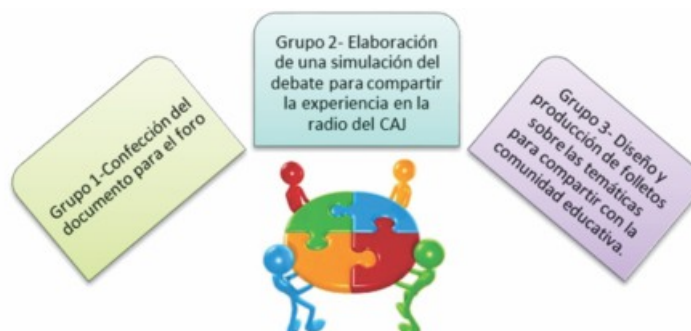 Grupo 1-Confección del
documento para el foro
Grupo 2- Elaboración
de una simulación del
debate para compartir
la experiencia en la
radio del CAJ
Grupo 3- Diseño y
producción de folletos
sobre las temáticas
para compartir con la
comunidad educativa.